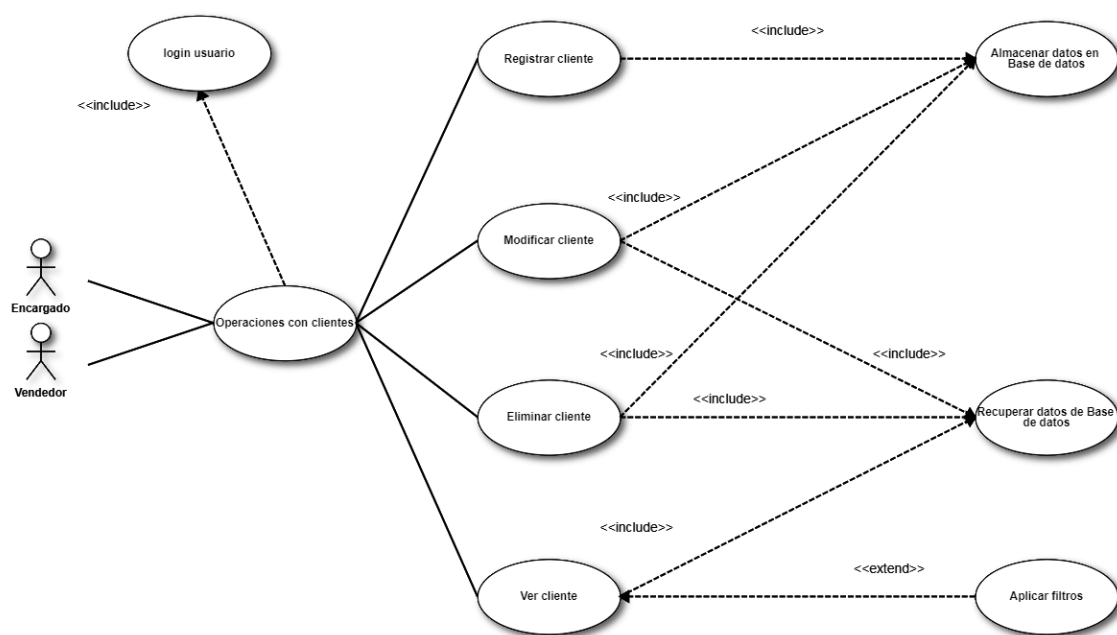 login usuario
Registrar cliente
<<include>>
Almacenar datos en
Base de datos
<<include>>
<<include>>
Modificar cliente
Encargado
Operaciones con clientes
Vendedor
<<include>>
<<include>>
Eliminar cliente
<<include>>
Recuperar datos de Base
de datos
<<include>>
Ver cliente
<<extend>>
Aplicar filtros